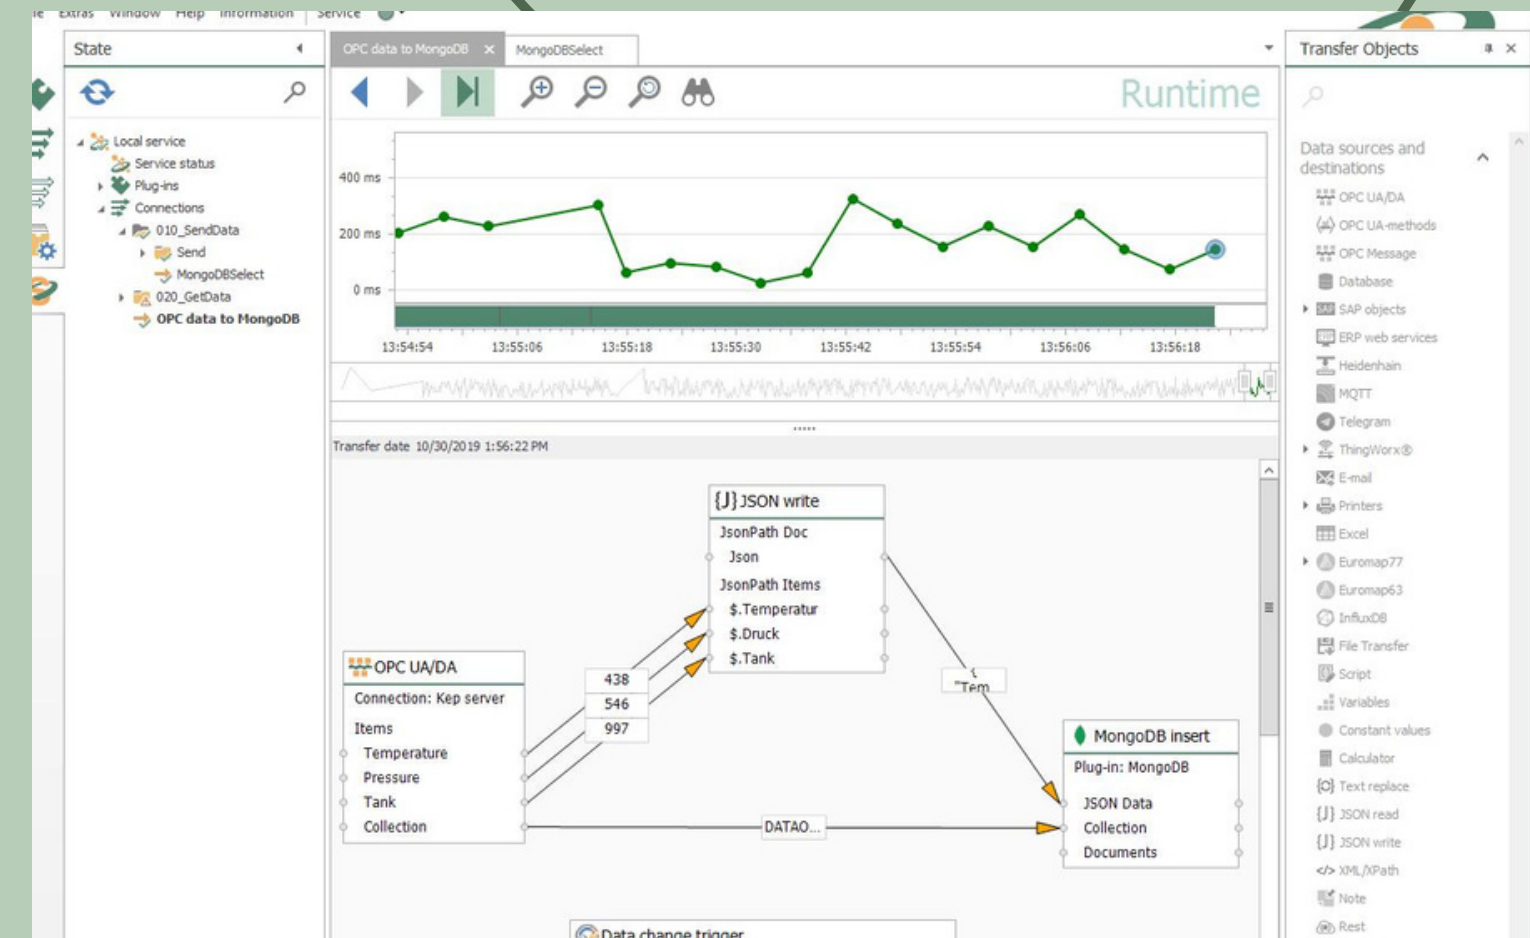 Extras Window Help Information Service
State
Local service
Service status
Plug-ins
Connections
010_SendData
Send
MongoDBSelect
020_GetData
OPC data to MongoDB
OPC data to MongoDB MongoDBSelect
Runtime
400 ms
200 ms
0 ms
13:54:54 13:55:06 13:55:18 13:55:30 13:55:42 13:55:54 13:56:06 13:56:18
Transfer date 10/30/2019 1:56:22 PM
{J} JSON write
JsonPath Doc
Json
JsonPath Items
$.Temperatur
$.Druck
$.Tank
OPC UA/DA
Connection: Kep server
Items
Temperature
Pressure
Tank
Collection
438
546
997
{
"Tem
DATAO...
MongoDB insert
Plug-in: MongoDB
JSON Data
Collection
Documents
Data change trigger
Transfer Objects
Data sources and
destinations
OPC UA/DA
OPC UA-methods
OPC Message
Database
SAP SAP objects
ERP web services
Heidenhain
MQTT
Telegram
ThingWorx®
E-mail
Printers
Excel
Euromap77
Euromap63
InfluxDB
File Transfer
Script
Variables
Constant values
Calculator
Text replace
{J} JSON read
{J} JSON write
</> XML/XPath
Note
Rest